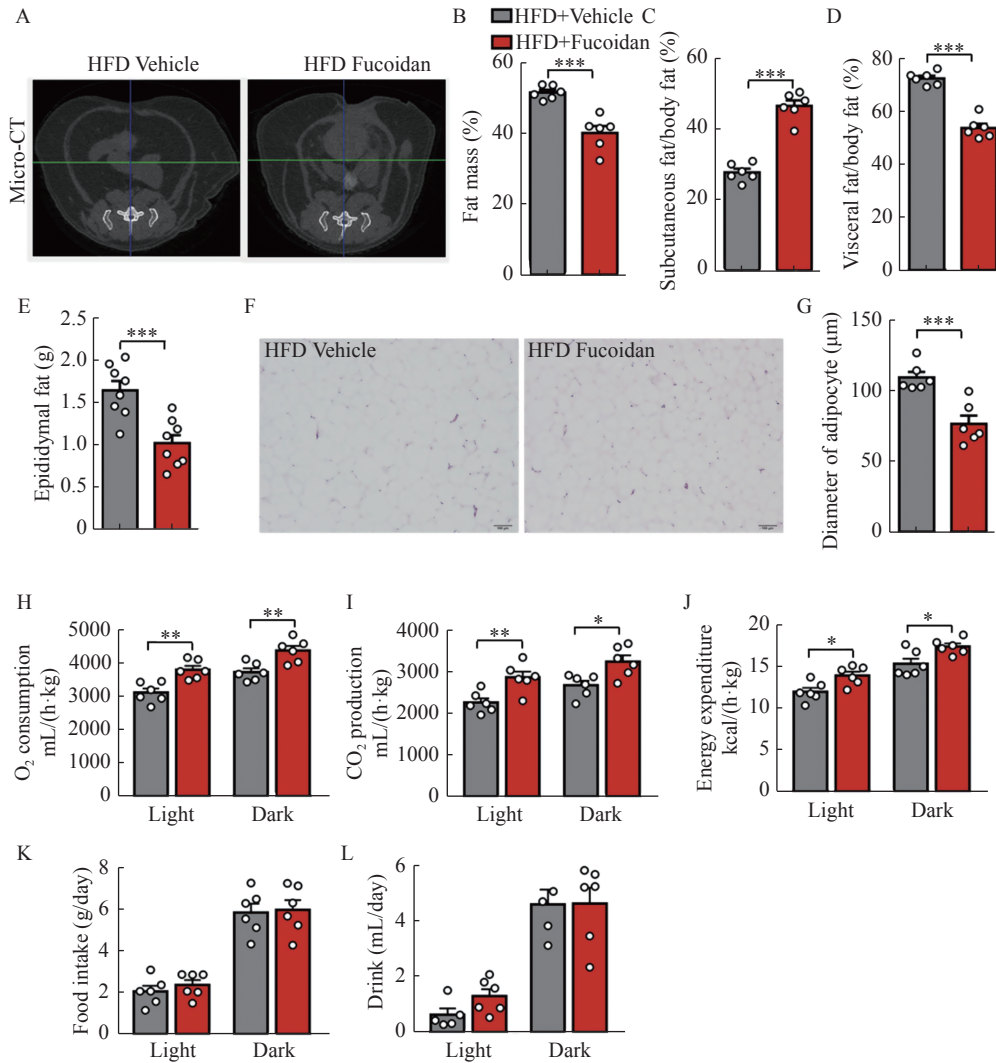 A
HFD Vehicle
HFD Fucoidan
Micro-CT
HFD+Vehicle
HFD+Fucoidan
B
***
60
40
20
0
Fat mass (%)
C
***
60
40
20
0
Subcutaneous fat/body fat (%)
D
***
80
60
40
20
0
Visceral fat/body fat (%)
E
***
2.5
2.0
1.5
1.0
0.5
0.0
Epididymal fat (g)
F
HFD Vehicle
HFD Fucoidan
G
***
150
100
50
0
Diameter of adipocyte (μm)
H
**
**
5000
4000
3000
2000
1000
0
O₂ consumption
mL/(h·kg)
Light
Dark
I
**
*
4000
3000
2000
1000
0
CO₂ production
mL/(h·kg)
Light
Dark
J
*
*
20
15
10
5
0
Energy expenditure
kcal/(h·kg)
Light
Dark
K
8
6
4
2
0
Food intake (g/day)
Light
Dark
L
6
4
2
0
Drink (mL/day)
Light
Dark